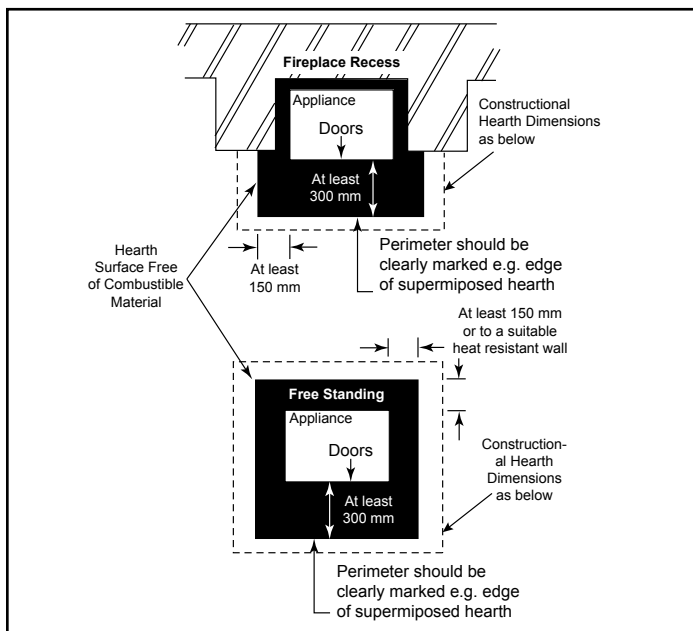 Fireplace Recess
Appliance
Doors
At least
300 mm
Constructional
Hearth Dimensions
as below
Hearth
Surface Free
of Combustible
Material
At least
150 mm
Perimeter should be
clearly marked e.g. edge
of supermiposed hearth
At least 150 mm
or to a suitable
heat resistant wall
Free Standing
Appliance
Doors
At least
300 mm
Construction-
al Hearth
Dimensions
as below
Perimeter should be
clearly marked e.g. edge
of supermiposed hearth